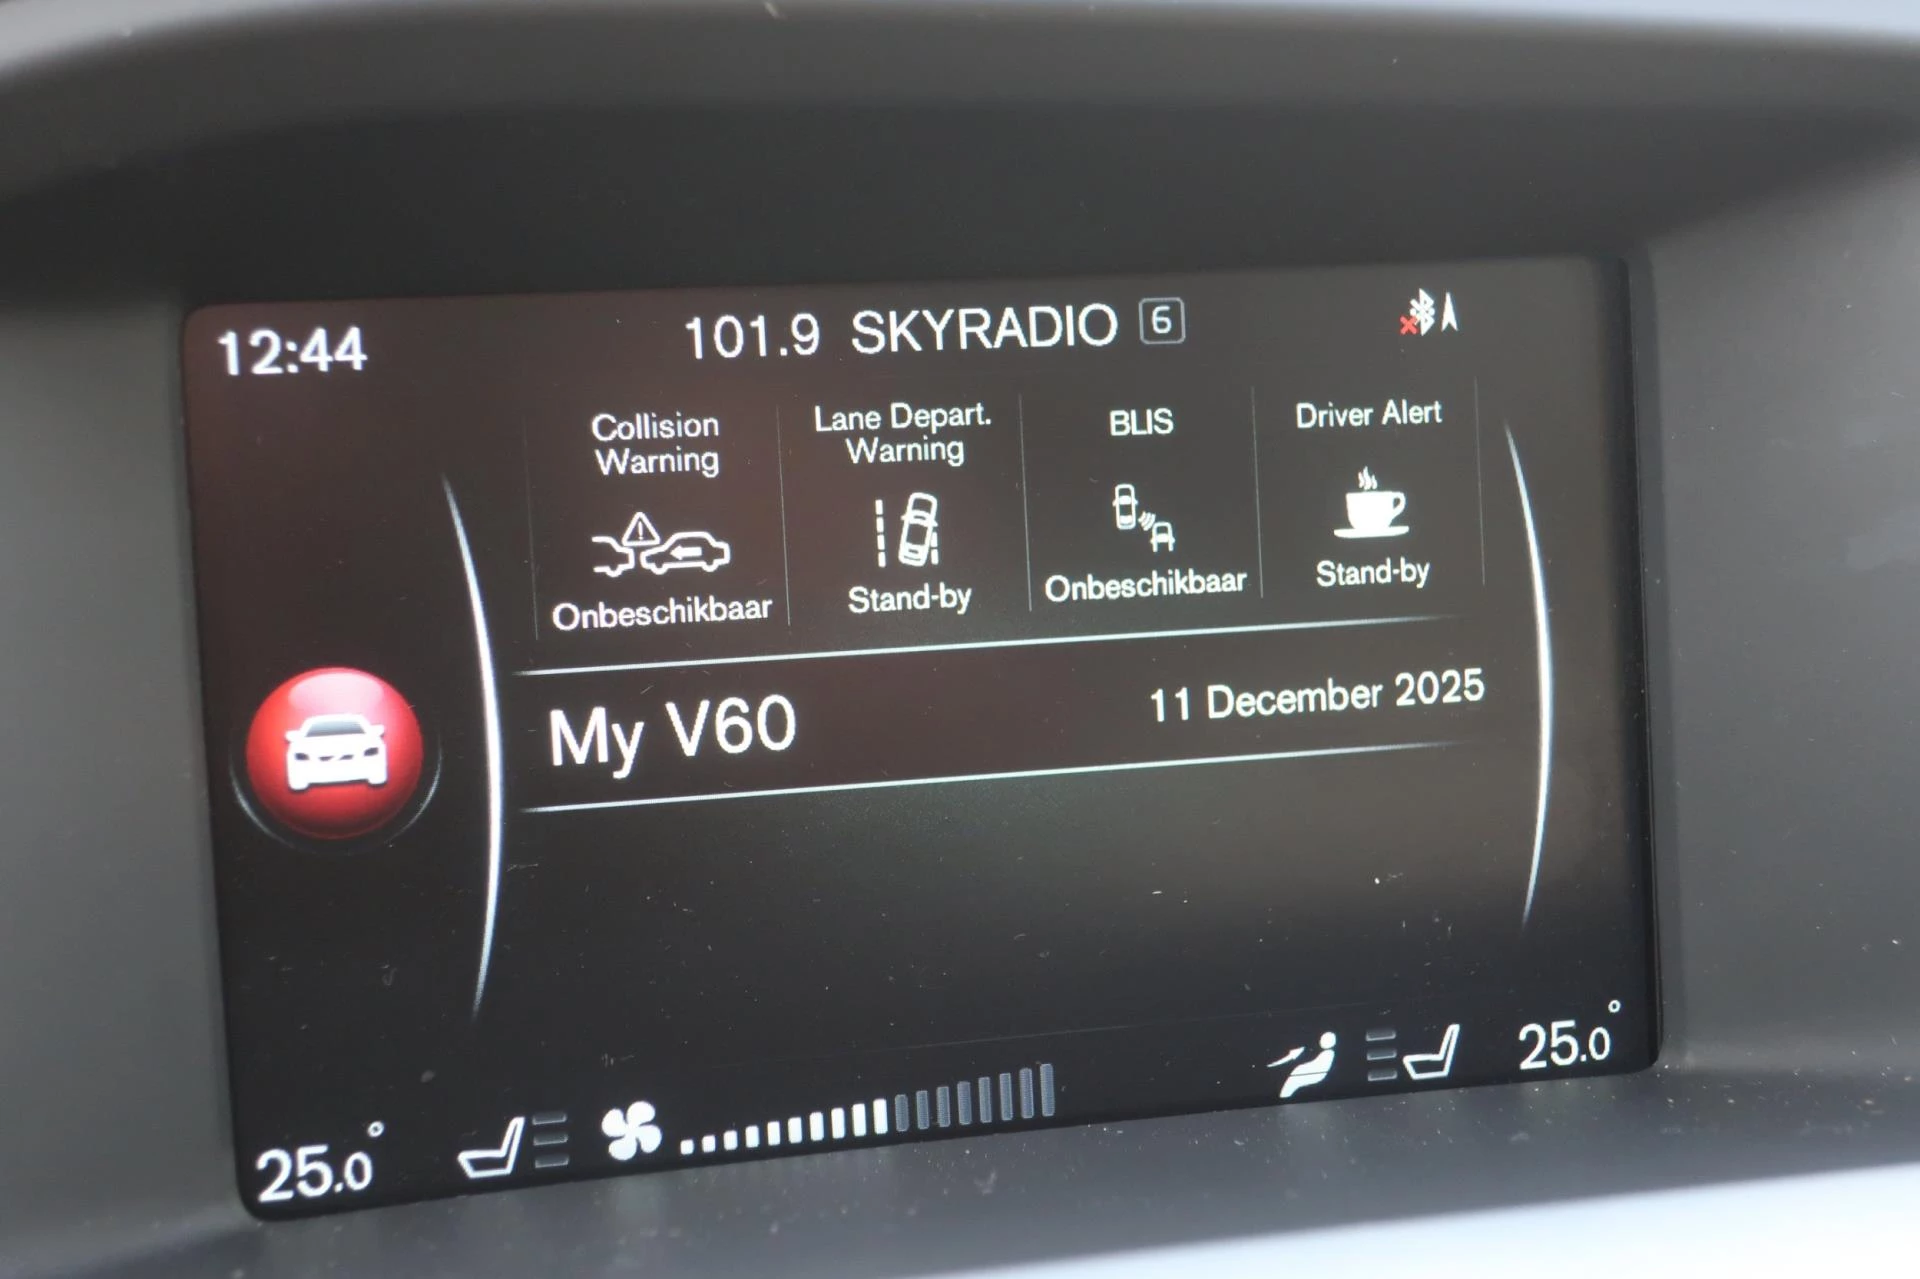 12:44
101.9 SKYRADIO 6
Collision
Warning
Onbeschikbaar
Lane Depart.
Warning
Stand-by
BLIS
Onbeschikbaar
Driver Alert
Stand-by
My V60
11 December 2025
25.0°
25.0°